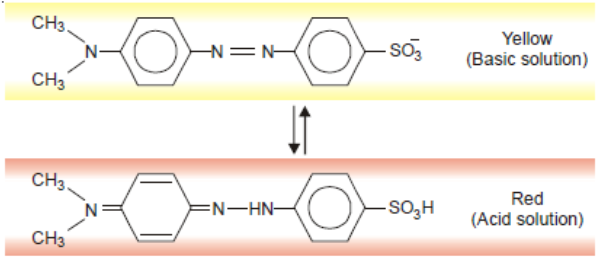 CH₃
N
N
N
SO₃⁻
CH₃
Yellow
(Basic solution)
CH₃
N
N
HN
SO₃H
CH₃
Red
(Acid solution)